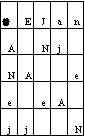 ● E J a n
A N j
N A e
e e A
j j N